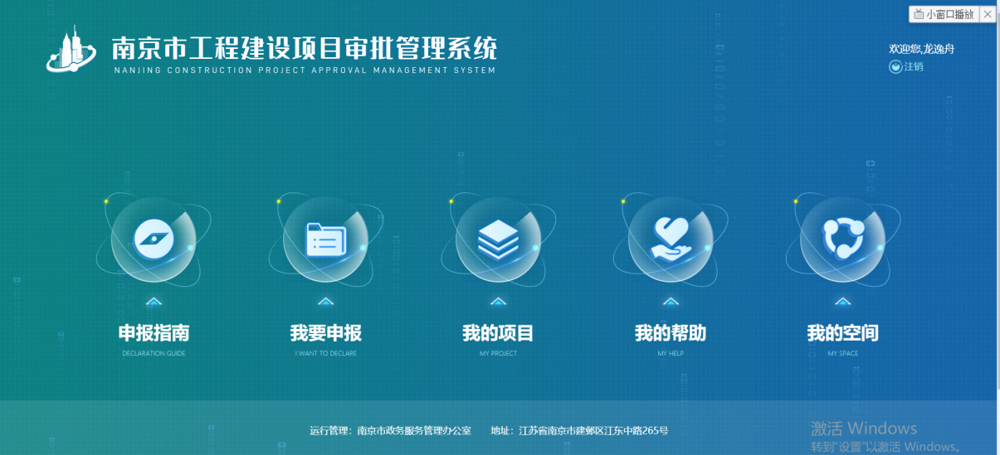 小窗口播放
南京市工程建设项目审批管理系统
NANJING CONSTRUCTION PROJECT APPROVAL MANAGEMENT SYSTEM
欢迎您,龙逸舟
注销
申报指南 我要申报 我的项目 我的帮助 我的空间
DECLARATION GUIDE I WANT TO DECLARE MY PROJECT MY HELP MY SPACE
运行管理：南京市政务服务管理办公室 地址：江苏省南京市建邺区江东中路265号
激活 Windows
转到"设置"以激活 Windows。